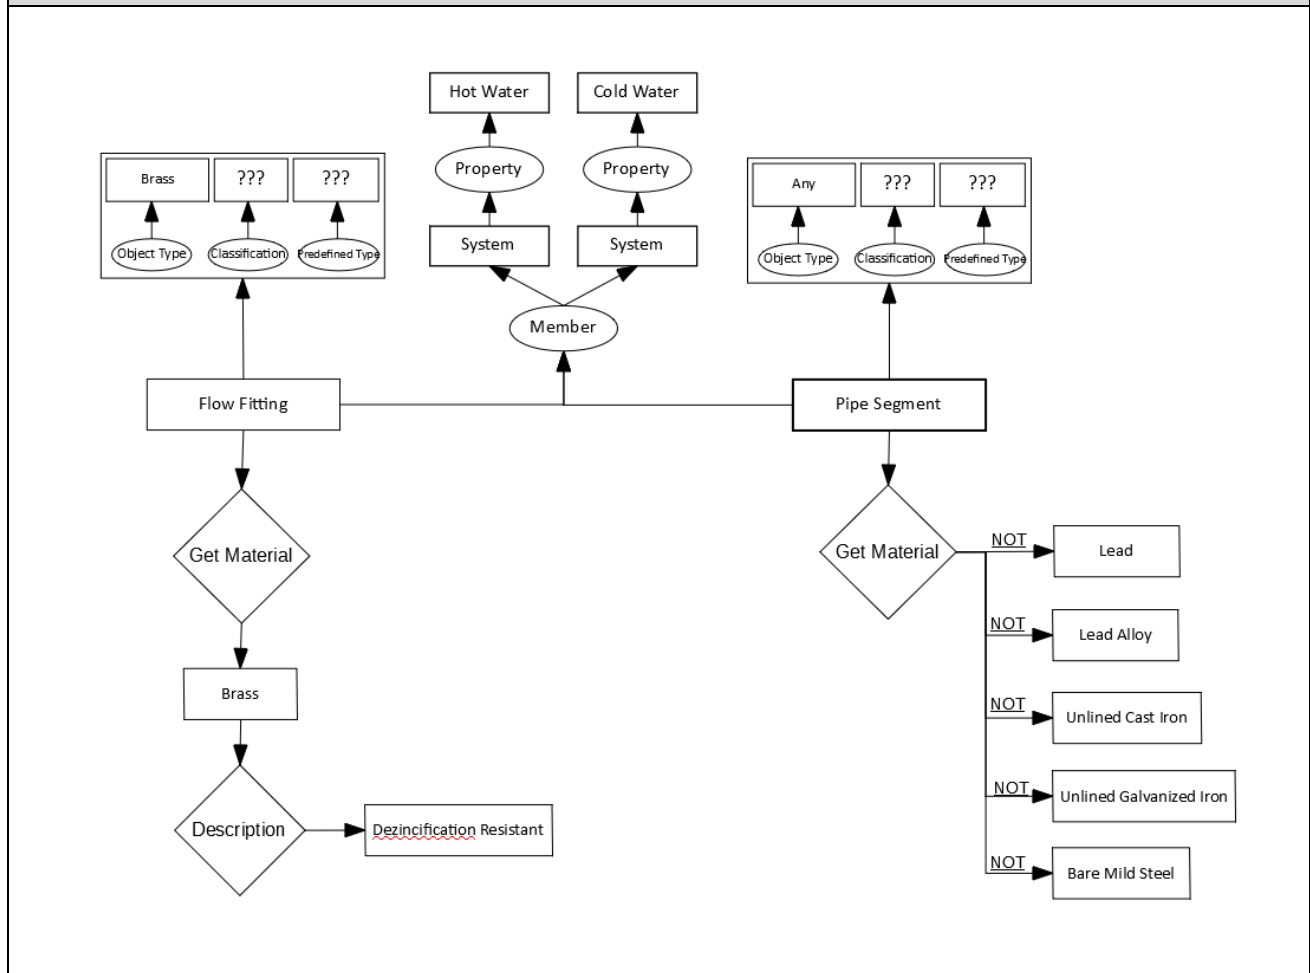 Hot Water
Cold Water
Property
Property
Brass
???
???
Any
???
???
System
System
Object Type
Classification
Predefined Type
Object Type
Classification
Predefined Type
Member
Flow Fitting
Pipe Segment
Get Material
Get Material
NOT
Lead
NOT
Lead Alloy
Brass
NOT
Unlined Cast Iron
NOT
Unlined Galvanized Iron
Description
Dezincification Resistant
NOT
Bare Mild Steel